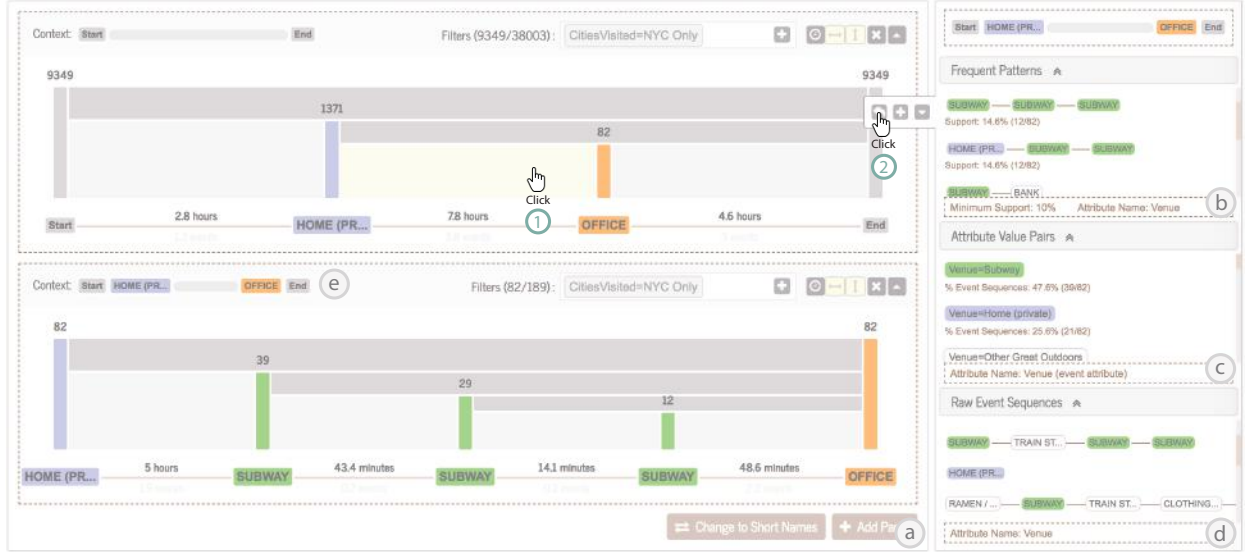 Context: Start End Filters (9349/38003) : CitiesVisited=NYC Only
9349 9349
1371
82
Click
2
Click
1
2.8 hours 7.8 hours 4.6 hours
Start HOME (PR... OFFICE End
Context: Start HOME (PR... OFFICE End e Filters (82/189) : CitiesVisited=NYC Only
82 82
39
29
12
5 hours 43.4 minutes 14.1 minutes 48.6 minutes
HOME (PR... SUBWAY SUBWAY SUBWAY OFFICE
Change to Short Names Add Pa
a
Start HOME (PR... OFFICE End
Frequent Patterns
SUBWAY SUBWAY SUBWAY
Support: 14.6% (12/82)
HOME (PR... SUBWAY SUBWAY
Support: 14.6% (12/82)
SUBWAY BANK
Minimum Support: 10% Attribute Name: Venue b
Attribute Value Pairs
Venue=Subway
% Event Sequences: 47.6% (39/82)
Venue=Home (private)
% Event Sequences: 25.6% (21/82)
Venue=Other Great Outdoors
Attribute Name: Venue (event attribute) c
Raw Event Sequences
SUBWAY TRAIN ST... SUBWAY SUBWAY
HOME (PR...
RAMEN / ... SUBWAY TRAIN ST... CLOTHING...
Attribute Name: Venue d